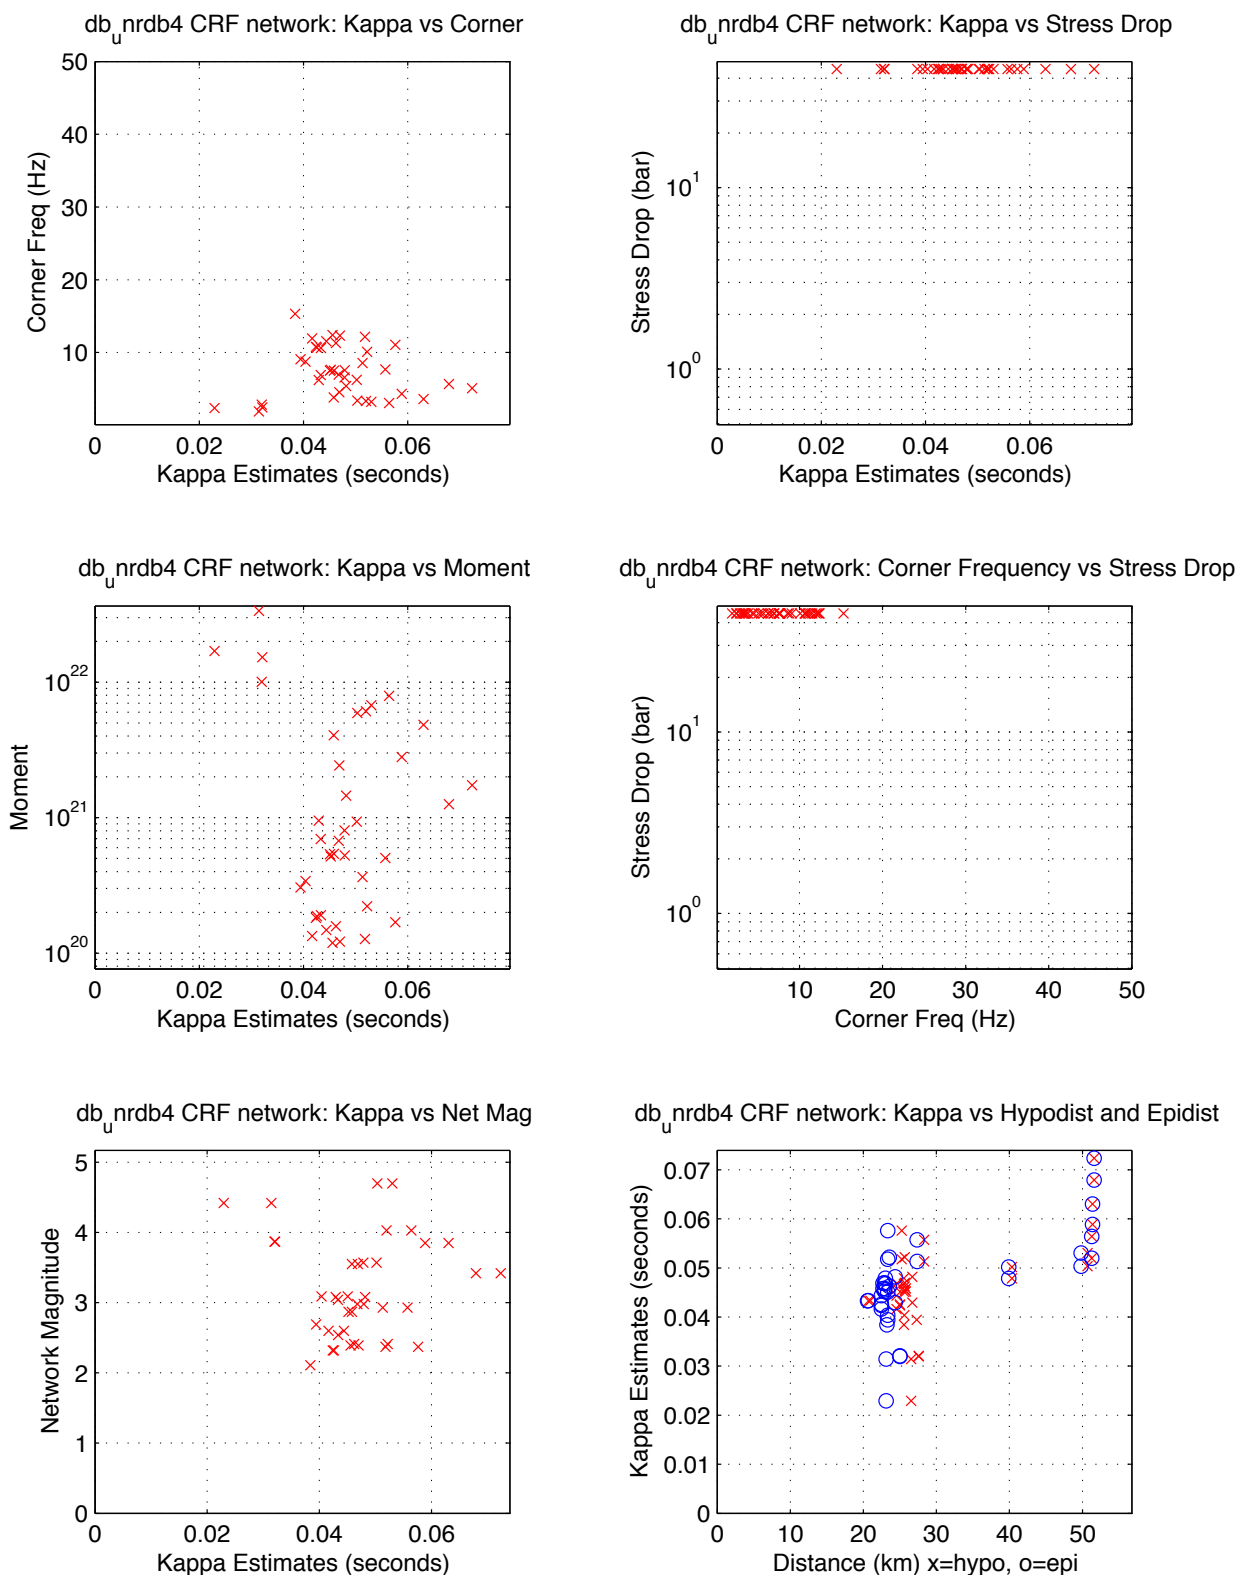 db_unrdb4 CRF network: Kappa vs Corner
50
40
30
20
10
0
0.02
0.04
0.06
Corner Freq (Hz)
Kappa Estimates (seconds)
db_unrdb4 CRF network: Kappa vs Stress Drop
10^1
10^0
0
0.02
0.04
0.06
Stress Drop (bar)
Kappa Estimates (seconds)
db_unrdb4 CRF network: Kappa vs Moment
10^22
10^21
10^20
0
0.02
0.04
0.06
Moment
Kappa Estimates (seconds)
db_unrdb4 CRF network: Corner Frequency vs Stress Drop
10^1
10^0
10
20
30
40
50
Stress Drop (bar)
Corner Freq (Hz)
db_unrdb4 CRF network: Kappa vs Net Mag
5
4
3
2
1
0
0
0.02
0.04
0.06
Network Magnitude
Kappa Estimates (seconds)
db_unrdb4 CRF network: Kappa vs Hypodist and Epidist
0.07
0.06
0.05
0.04
0.03
0.02
0.01
0
0
10
20
30
40
50
Kappa Estimates (seconds)
Distance (km) x=hypo, o=epi